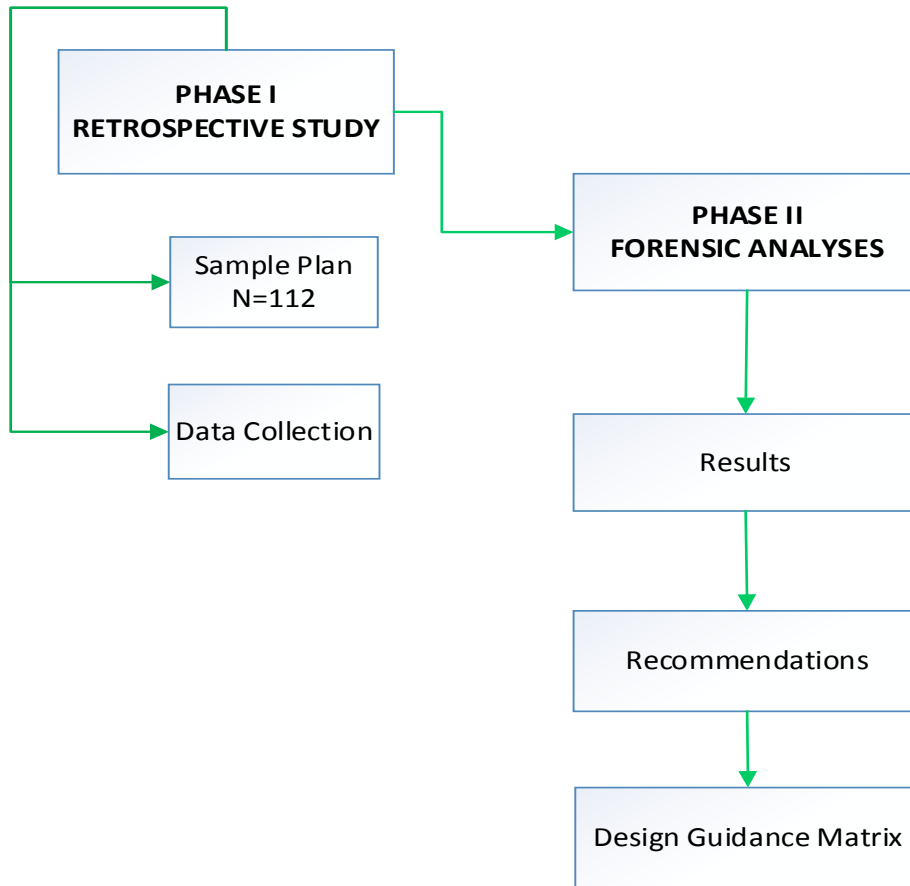 PHASE I
RETROSPECTIVE STUDY
Sample Plan
N=112
Data Collection
PHASE II
FORENSIC ANALYSES
Results
Recommendations
Design Guidance Matrix